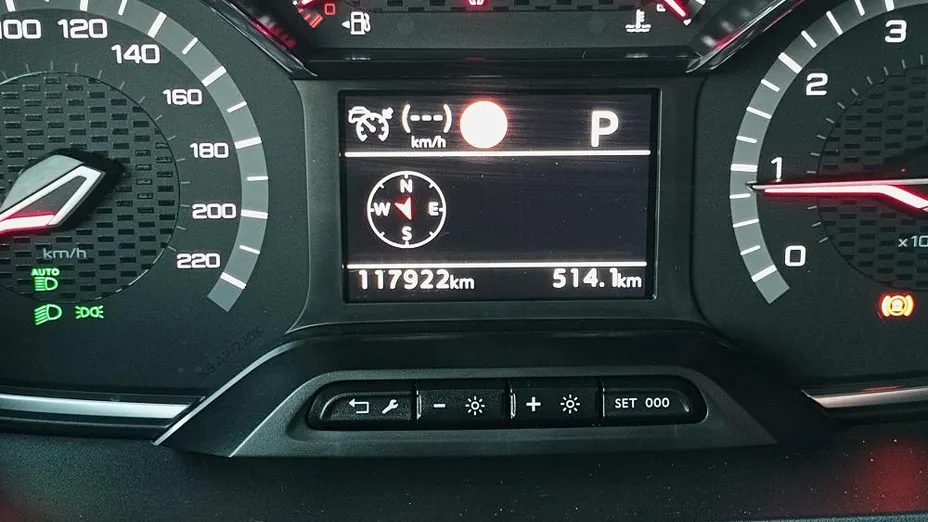 100
120
140
160
180
200
220
km/h
AUTO
(---)
km/h
P
N
W E
S
117922km
514.1km
SET 000
3
2
1
0